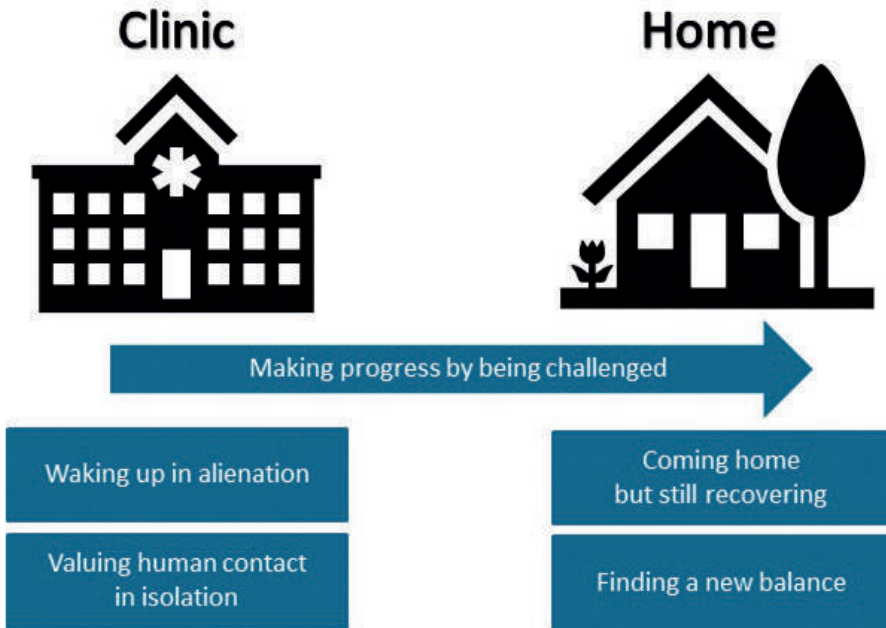 Clinic
Home
Making progress by being challenged
Waking up in alienation
Valuing human contact
in isolation
Coming home
but still recovering
Finding a new balance